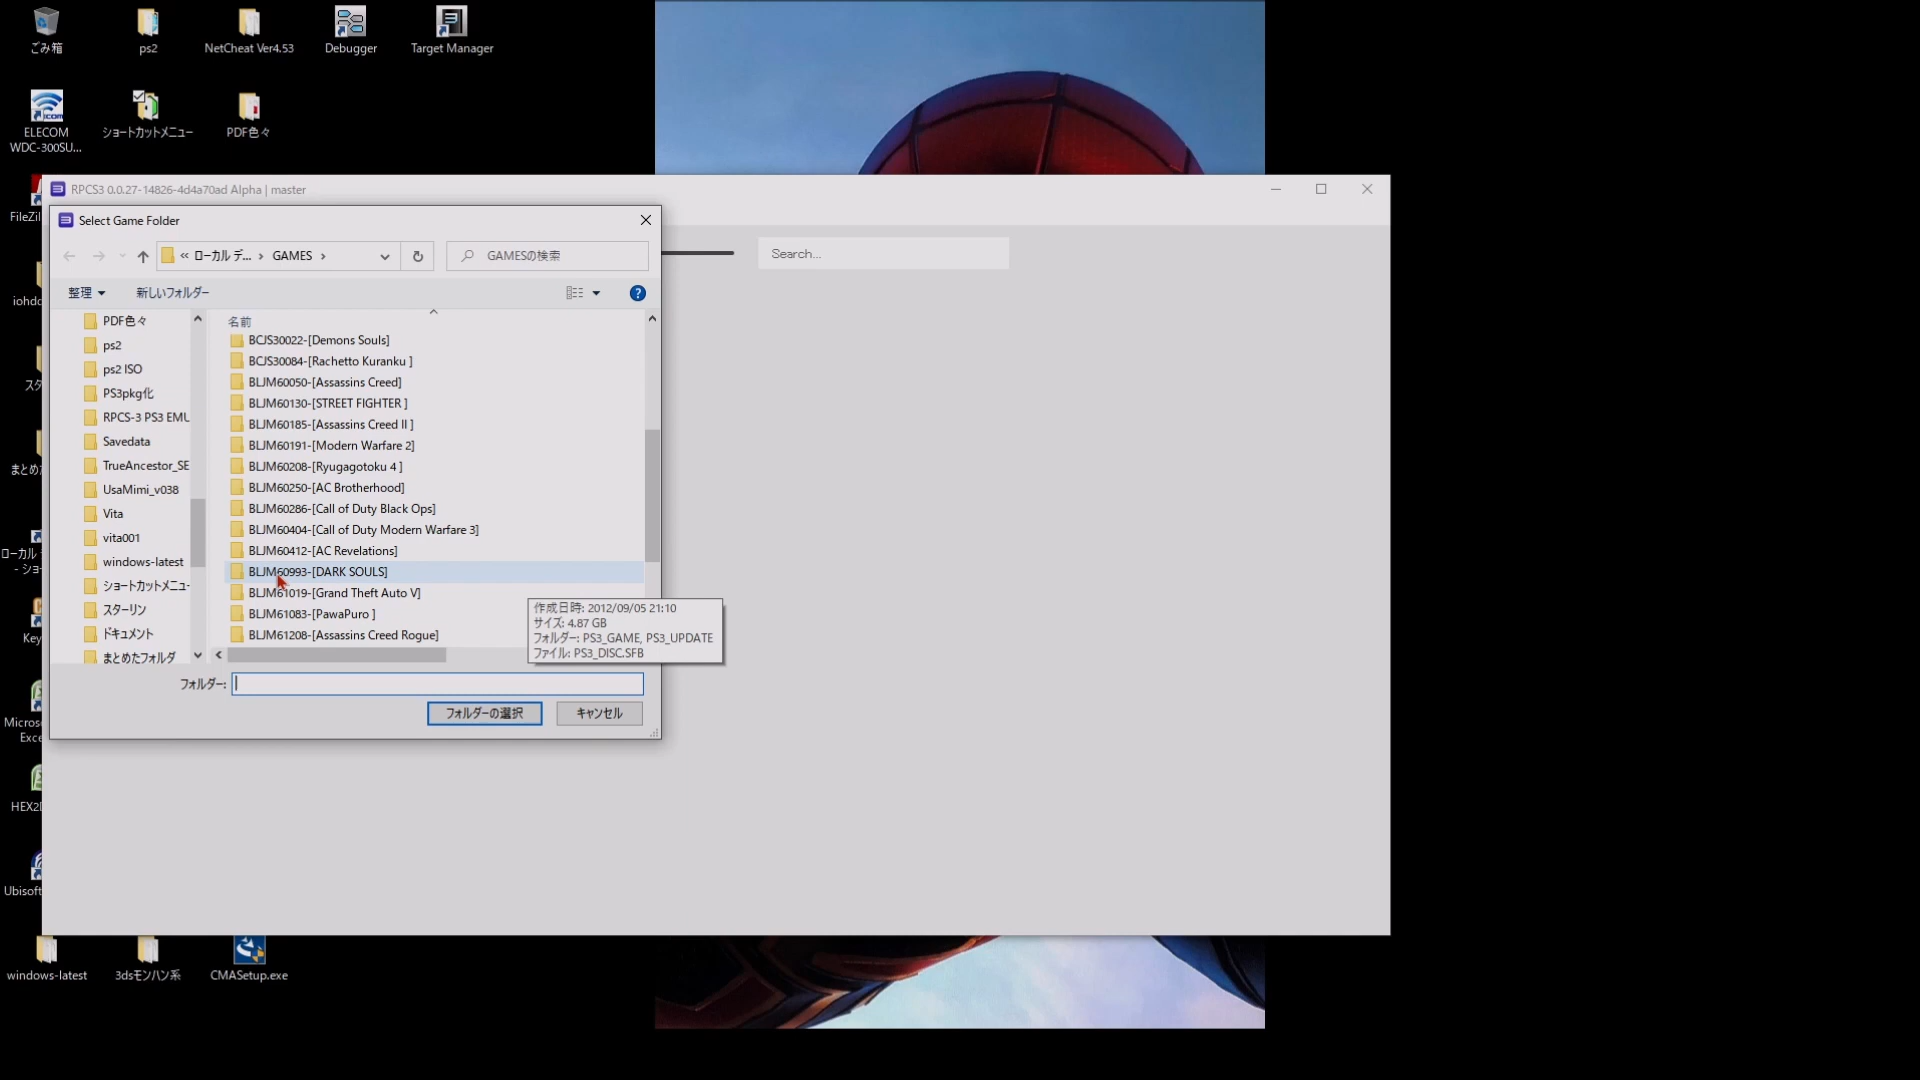 ごみ箱
ps2
NetCheat Ver4.53
Debugger
Target Manager
ELECOM
WDC-300SU...
ショートカットメニュー
PDF色々
RPCS3 0.0.27-14826-4d4a70ad Alpha | master
Select Game Folder
« ローカル デ... › GAMES ›
GAMESの検索
Search...
整理
新しいフォルダー
名前
PDF色々
ps2
ps2 ISO
PS3pkg化
RPCS-3 PS3 EMU
Savedata
TrueAncestor_SE
UsaMimi_v038
Vita
vita001
windows-latest
ショートカットメニュー
スターリン
ドキュメント
まとめたフォルダ
BCJS30022-[Demons Souls]
BCJS30084-[Rachetto Kuranku ]
BLJM60050-[Assassins Creed]
BLJM60130-[STREET FIGHTER ]
BLJM60185-[Assassins Creed II ]
BLJM60191-[Modern Warfare 2]
BLJM60208-[Ryugagotoku 4 ]
BLJM60250-[AC Brotherhood]
BLJM60286-[Call of Duty Black Ops]
BLJM60404-[Call of Duty Modern Warfare 3]
BLJM60412-[AC Revelations]
BLJM60993-[DARK SOULS]
BLJM61019-[Grand Theft Auto V]
BLJM61083-[PawaPuro ]
BLJM61208-[Assassins Creed Rogue]
作成日時: 2012/09/05 21:10
サイズ: 4.87 GB
フォルダー: PS3_GAME, PS3_UPDATE
ファイル: PS3_DISC.SFB
フォルダー:
フォルダーの選択
キャンセル
FileZil
iohdc
スタ
まとめ
ローカル
- ショー
Key
Micros
Exce
HEX2
Ubisoft
windows-latest
3dsモンハン系
CMASetup.exe